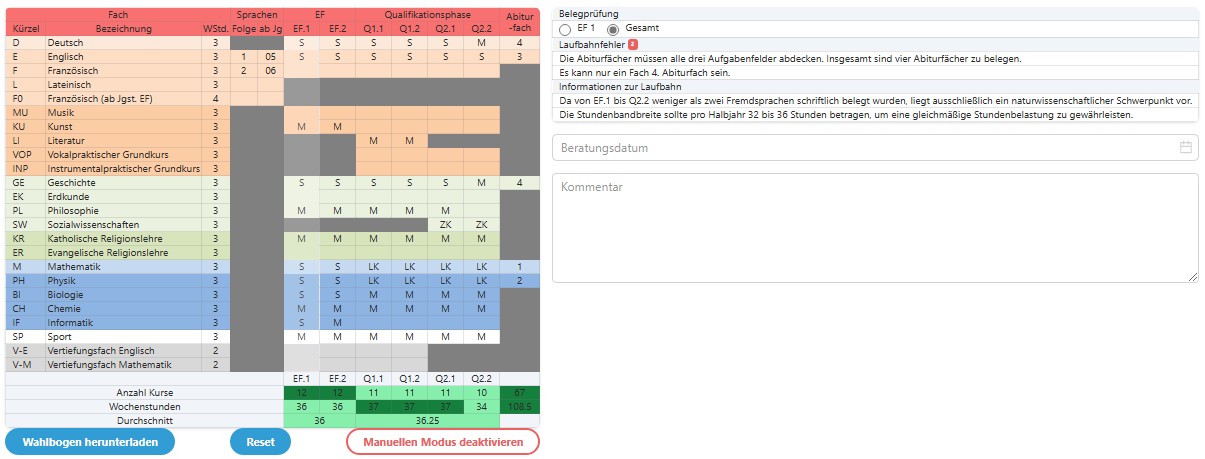 Fach Sprachen EF Qualifikationsphase Abitur
Kürzel Bezeichnung WStd. Folge ab Jg EF.1 EF.2 Q1.1 Q1.2 Q2.1 Q2.2 -fach
D Deutsch 3 S S S S S M 4
E Englisch 3 1 05 S S S S S S 3
F Französisch 3 2 06
L Lateinisch 3
F0 Französisch (ab Jgst. EF) 4
MU Musik 3
KU Kunst 3 M M
LI Literatur 3 M M
VOP Vokalpraktischer Grundkurs 3
INP Instrumentalpraktischer Grundkurs 3
GE Geschichte 3 S S S S S M 4
EK Erdkunde 3
PL Philosophie 3 M M M M M
SW Sozialwissenschaften 3 ZK ZK
KR Katholische Religionslehre 3 M M M M M M
ER Evangelische Religionslehre 3
M Mathematik 3 S S LK LK LK LK 1
PH Physik 3 S S LK LK LK LK 2
BI Biologie 3 S S M M M M
CH Chemie 3 M M M M M M
IF Informatik 3 S M
SP Sport 3 M M M M M M
V-E Vertiefungsfach Englisch 2
V-M Vertiefungsfach Mathematik 2
EF.1 EF.2 Q1.1 Q1.2 Q2.1 Q2.2
Anzahl Kurse 12 12 11 11 11 10 67
Wochenstunden 36 36 37 37 37 34 108.5
Durchschnitt 36 36.25
Wahlbogen herunterladen
Reset
Manuellen Modus deaktivieren
Belegprüfung
EF 1 Gesamt
Laufbahnfehler 2
Die Abiturfächer müssen alle drei Aufgabenfelder abdecken. Insgesamt sind vier Abiturfächer zu belegen.
Es kann nur ein Fach 4. Abiturfach sein.
Informationen zur Laufbahn
Da von EF.1 bis Q2.2 weniger als zwei Fremdsprachen schriftlich belegt wurden, liegt ausschließlich ein naturwissenschaftlicher Schwerpunkt vor.
Die Stundenbandbreite sollte pro Halbjahr 32 bis 36 Stunden betragen, um eine gleichmäßige Stundenbelastung zu gewährleisten.
Beratungsdatum
Kommentar